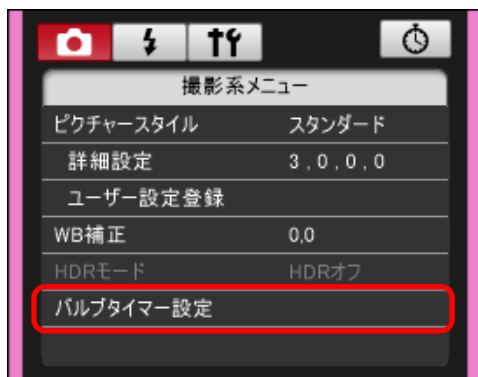 撮影系メニュー
ピクチャースタイル スタンダード
詳細設定 3 , 0 , 0 , 0
ユーザー設定登録
WB補正 0,0
HDRモード HDRオフ
バルブタイマー設定